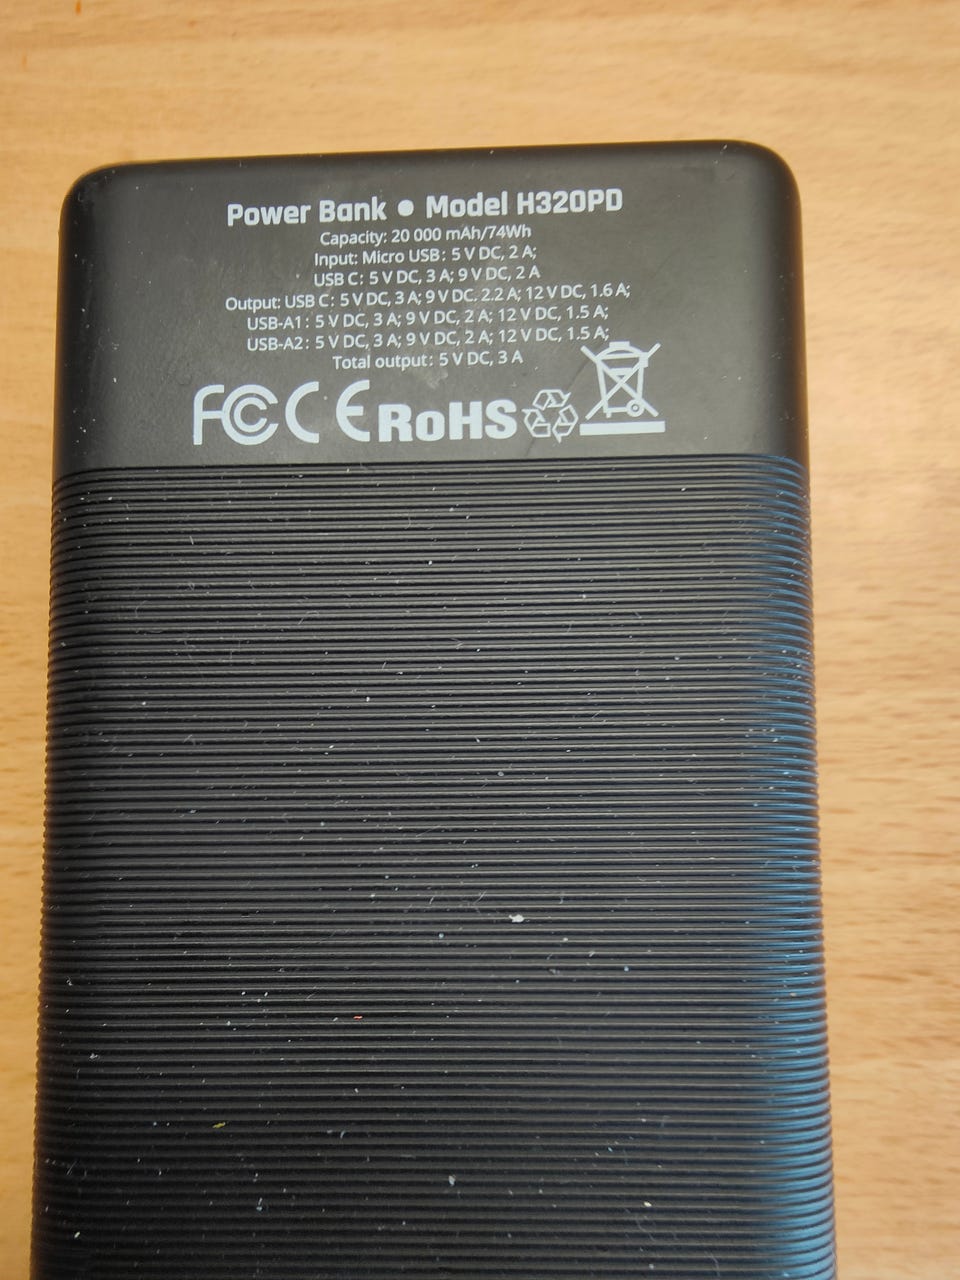 Power Bank ● Model H320PD
Capacity: 20 000 mAh/74Wh
Input: Micro USB: 5 V DC, 2 A;
USB C: 5 V DC, 3 A; 9 V DC, 2 A
Output: USB C: 5 V DC, 3 A; 9 V DC. 2.2 A; 12 V DC, 1.6 A;
USB-A1: 5 V DC, 3 A; 9 V DC, 2 A; 12 V DC, 1.5 A;
USB-A2: 5 V DC, 3 A; 9 V DC, 2 A; 12 V DC, 1.5 A;
Total output: 5 V DC, 3 A
FC CE RoHS